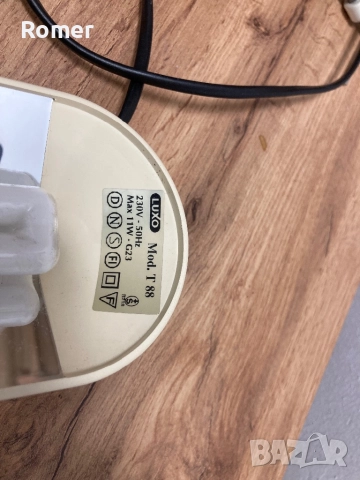 Romer
LUXO Mod. T 88
230V - 50Hz
Max 11W - G23
D N S FI F S
BAZAR